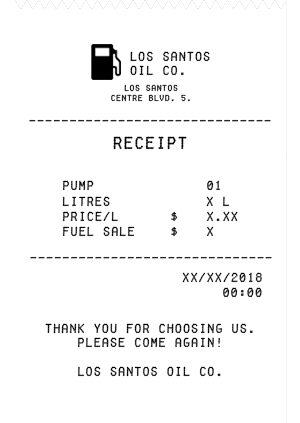 LOS SANTOS
OIL CO.
LOS SANTOS
CENTRE BLVD. 5.
RECEIPT
PUMP 01
LITRES X L
PRICE/L $ X.XX
FUEL SALE $ X
XX/XX/2018
00:00
THANK YOU FOR CHOOSING US.
PLEASE COME AGAIN!
LOS SANTOS OIL CO.